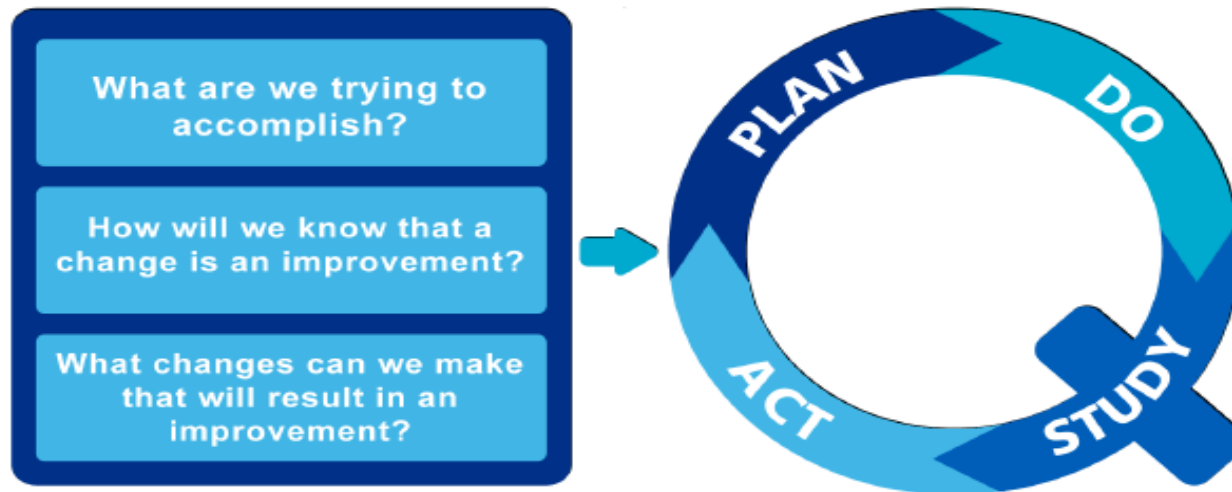 What are we trying to
accomplish?
How will we know that a
change is an improvement?
What changes can we make
that will result in an
improvement?
PLAN
DO
STUDY
ACT